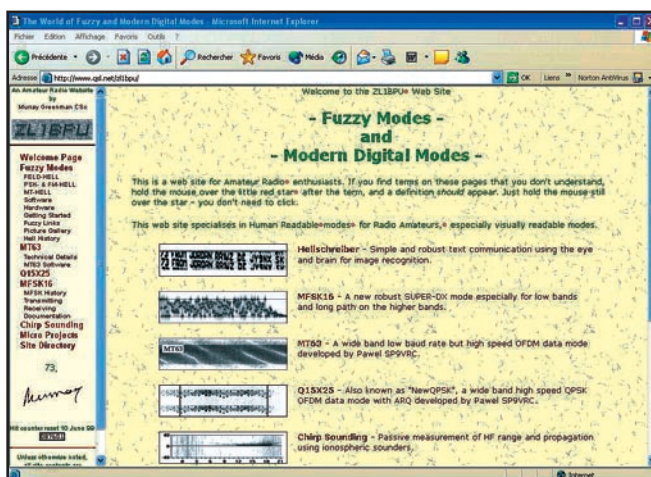 The World of Fuzzy and Modern Digital Modes - Microsoft Internet Explorer
Fichier Edition Affichage Favoris Outils ?
Précédente Rechercher Favoris Média
Adresse http://www.qsl.net/zl1bpu/ OK Liens » Norton AntiVirus
An Amateur Radio Website
by
Murray Greenman CSc
ZL1BPU
Welcome Page
Fuzzy Modes
FELD-HELL
PSK- & FM-HELL
MT-HELL
Software
Hardware
Getting Started
Fuzzy Links
Picture Gallery
Hell History
MT63
Technical Details
MT63 Software
Q15X25
MFSK16
MFSK History
Transmitting
Receiving
Documentation
Chirp Sounding
Micro Projects
Site Directory
73,
Murray
Hit counter reset 10 June 99
Unless otherwise noted,
Welcome to the ZL1BPU Web Site
- Fuzzy Modes -
and
- Modern Digital Modes -
This is a web site for Amateur Radio enthusiasts. If you find terms on these pages that you don't understand,
hold the mouse over the little red star after the term, and a definition should appear. Just hold the mouse still
over the star - you don't need to click.
This web site specialises in Human Readable modes for Radio Amateurs, especially visually readable modes.
Hellschreiber - Simple and robust text communication using the eye
and brain for image recognition.
MFSK16 - A new robust SUPER-DX mode especially for low bands
and long path on the higher bands.
MT63
MT63 - A wide band low baud rate but high speed OFDM data mode
developed by Pawel SP9VRC.
Q15X25 - Also known as "NewQPSK", a wide band high speed QPSK
OFDM data mode with ARQ developed by Pawel SP9VRC.
Chirp Sounding - Passive measurement of HF range and propagation
using ionospheric sounders.
Internet